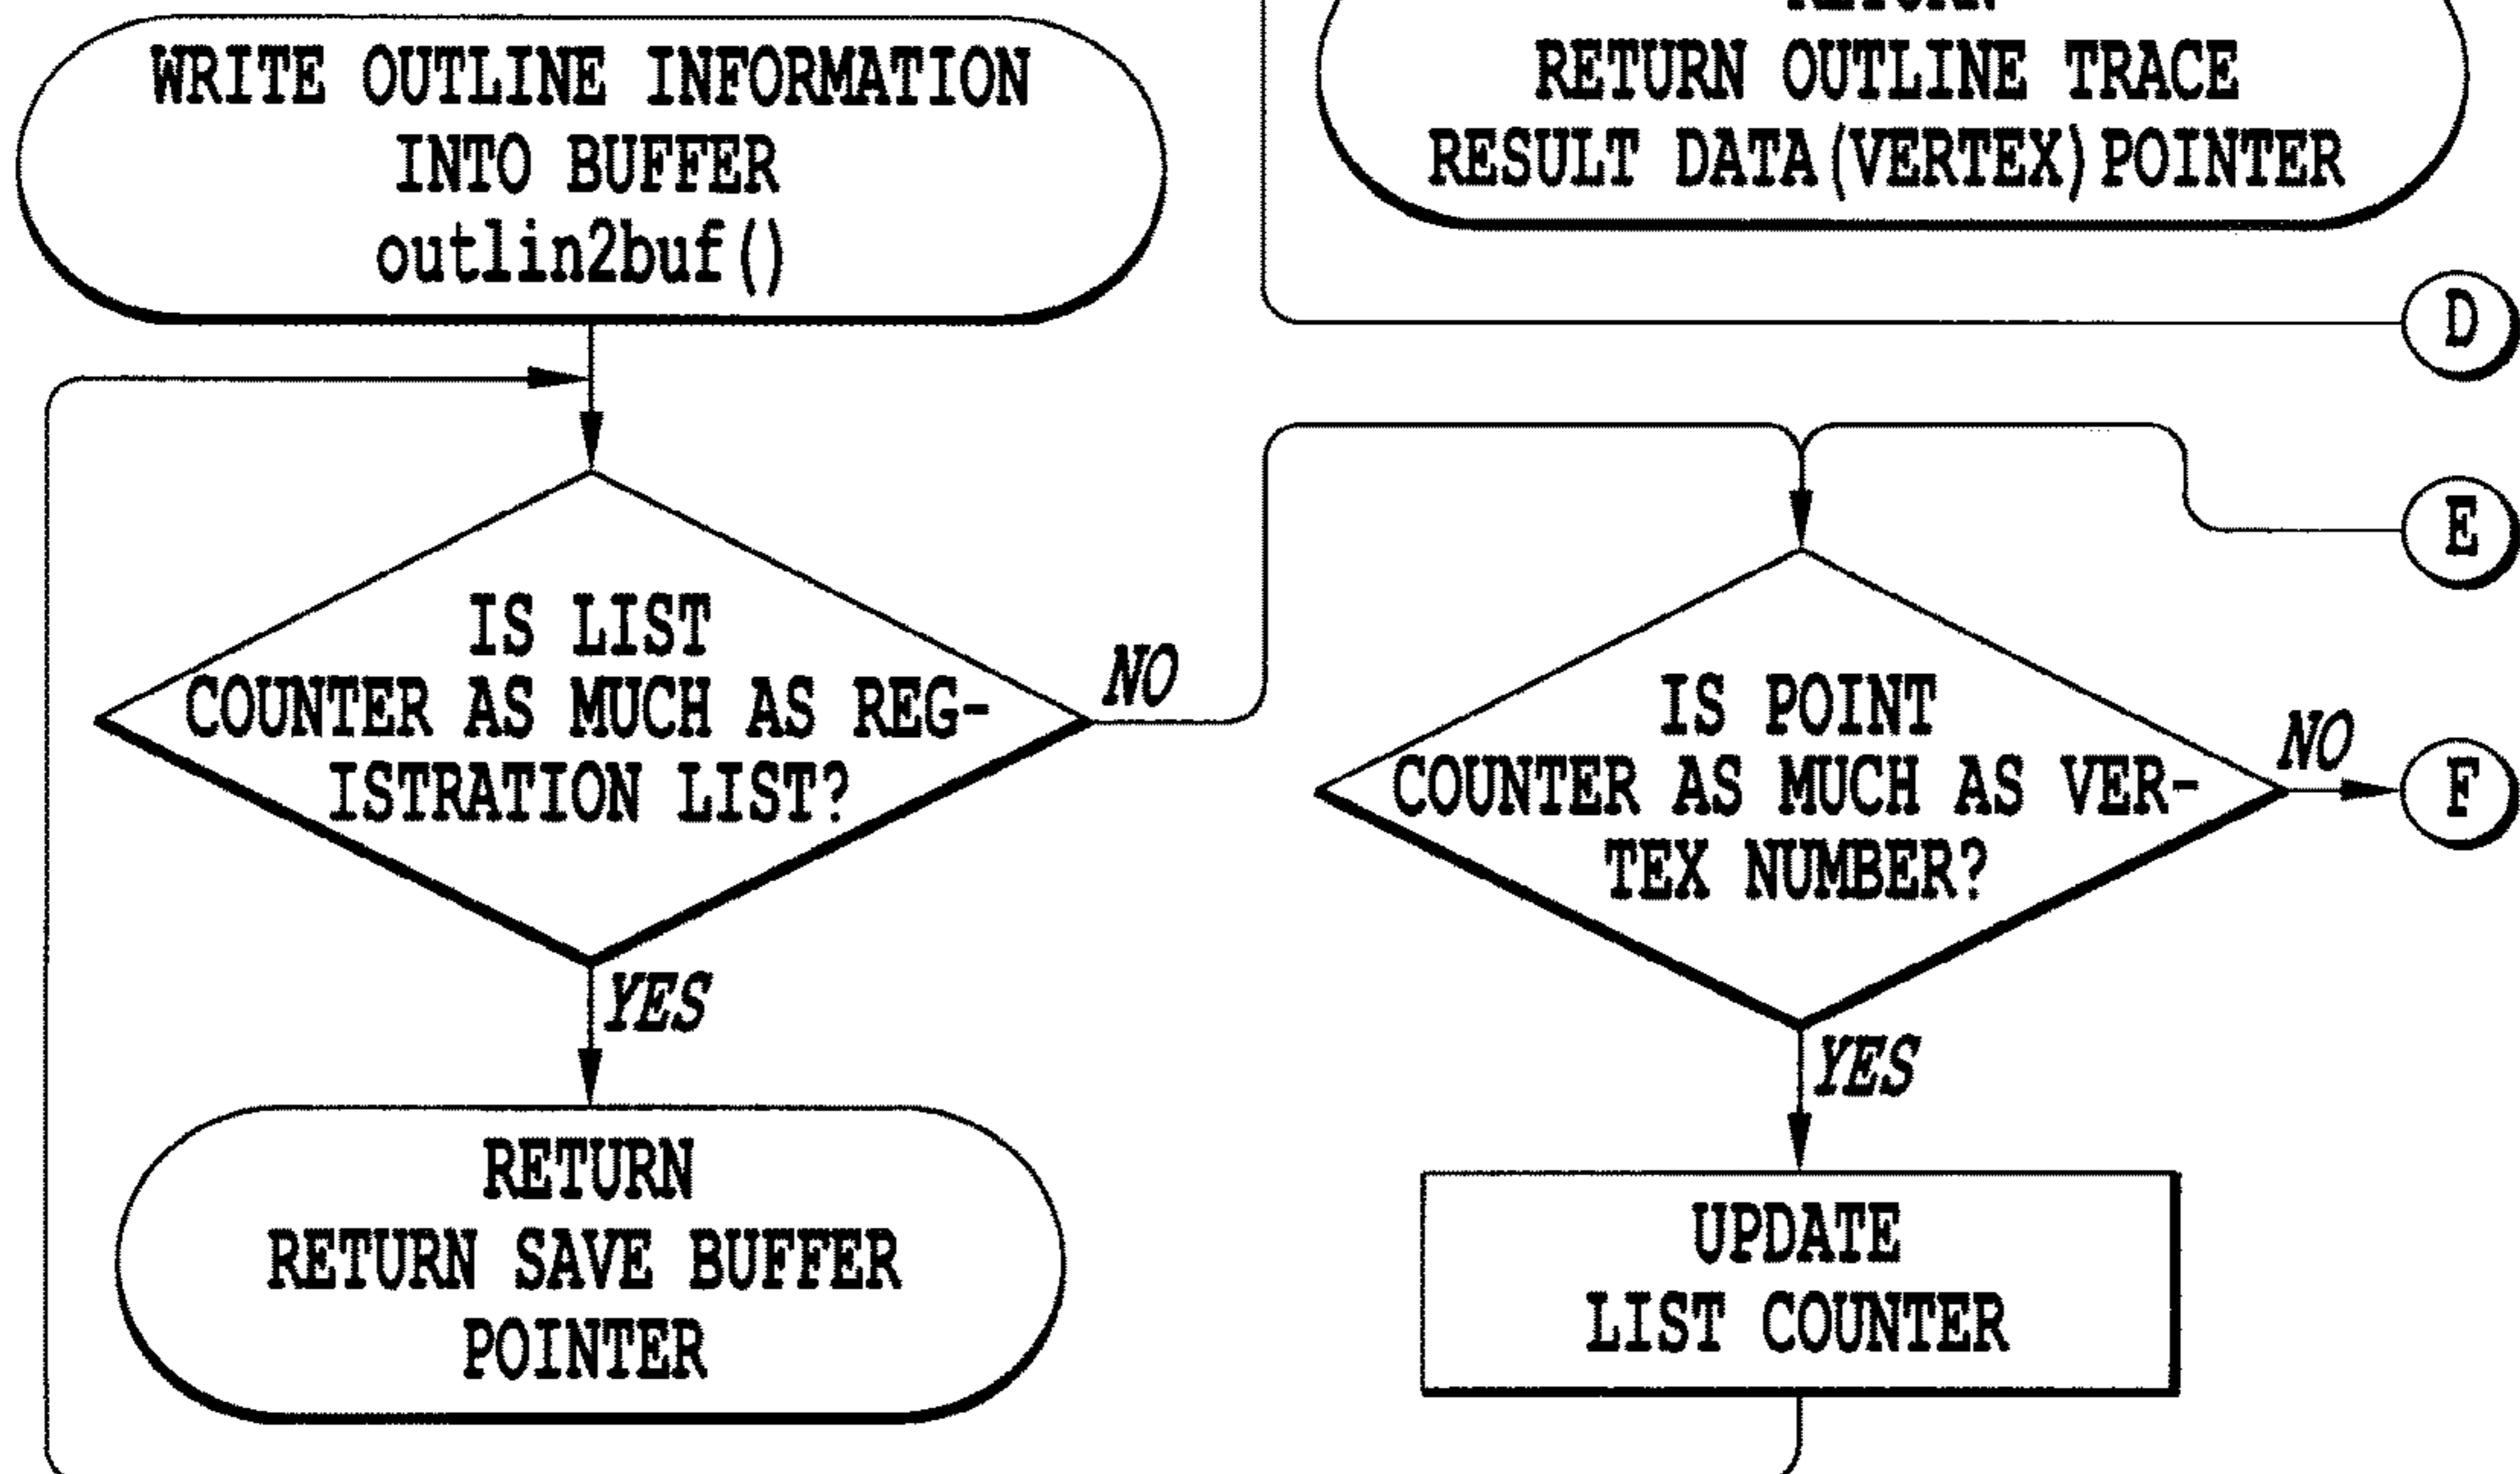 WRITE OUTLINE INFORMATION
INTO BUFFER
outlin2buf()
RETURN
RETURN OUTLINE TRACE
RESULT DATA(VERTEX)POINTER
D
E
IS LIST
COUNTER AS MUCH AS REG-
ISTRATION LIST?
NO
YES
IS POINT
COUNTER AS MUCH AS VER-
TEX NUMBER?
NO
F
YES
RETURN
RETURN SAVE BUFFER
POINTER
UPDATE
LIST COUNTER